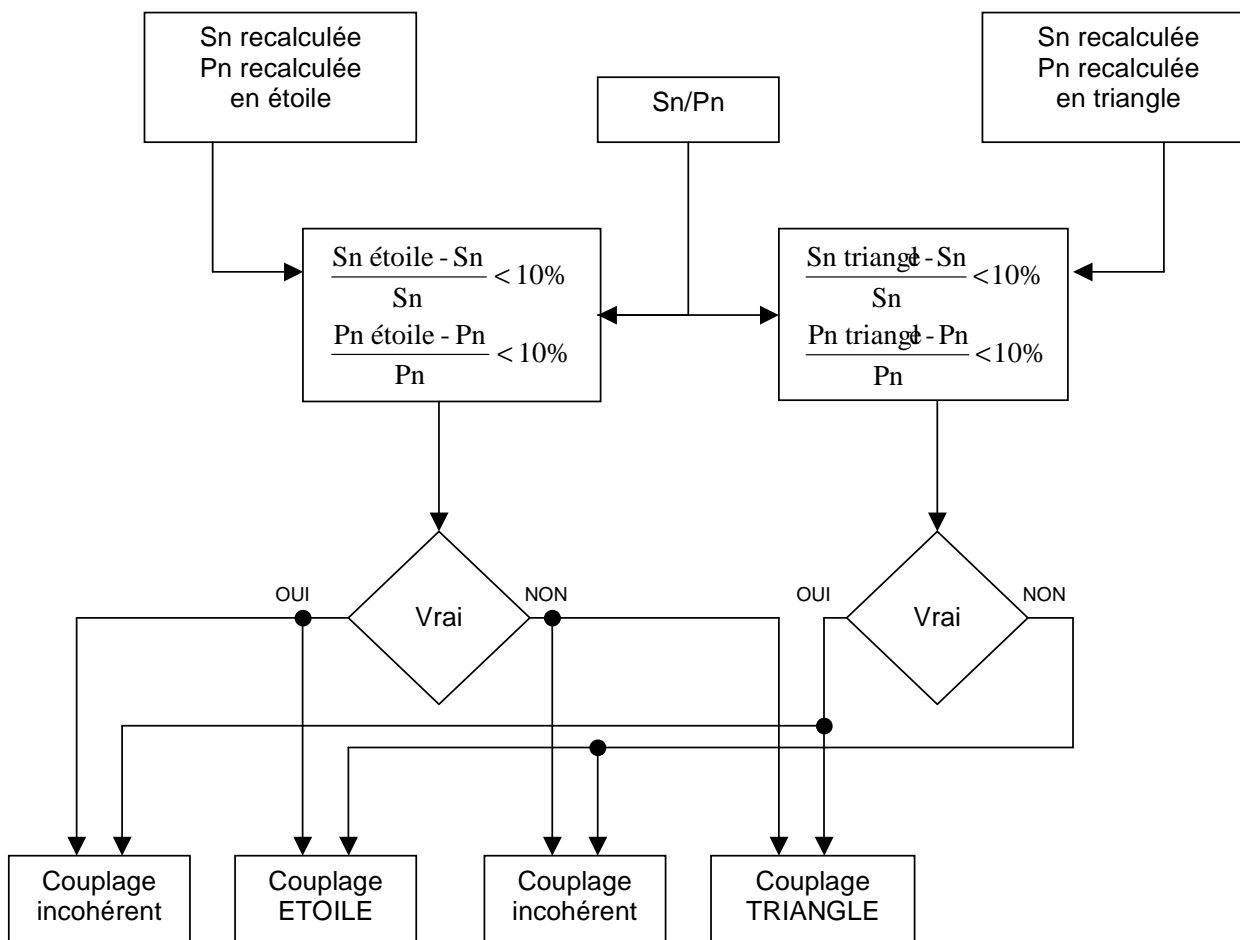 Sn recalculée
Pn recalculée
en étoile
Sn/Pn
Sn recalculée
Pn recalculée
en triangle
Sn étoile - Sn
Sn
< 10%
Pn étoile - Pn
Pn
< 10%
Sn triangle - Sn
Sn
< 10%
Pn triangle - Pn
Pn
< 10%
OUI
Vrai
NON
OUI
Vrai
NON
Couplage
incohérent
Couplage
ETOILE
Couplage
incohérent
Couplage
TRIANGLE